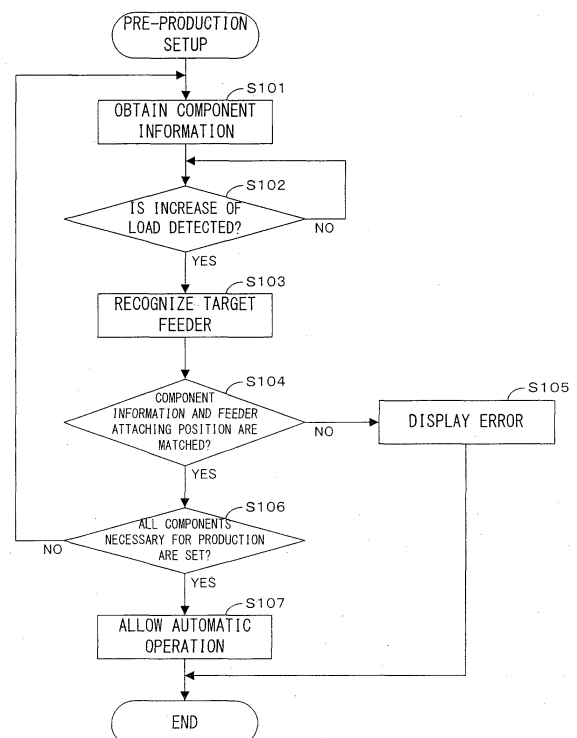 PRE-PRODUCTION
SETUP
S101
OBTAIN COMPONENT
INFORMATION
S102
IS INCREASE OF
LOAD DETECTED?
NO
YES
S103
RECOGNIZE TARGET
FEEDER
S104
COMPONENT
INFORMATION AND FEEDER
ATTACHING POSITION ARE
MATCHED?
NO
S105
DISPLAY ERROR
YES
S106
ALL COMPONENTS
NECESSARY FOR PRODUCTION
ARE SET?
NO
YES
S107
ALLOW AUTOMATIC
OPERATION
END